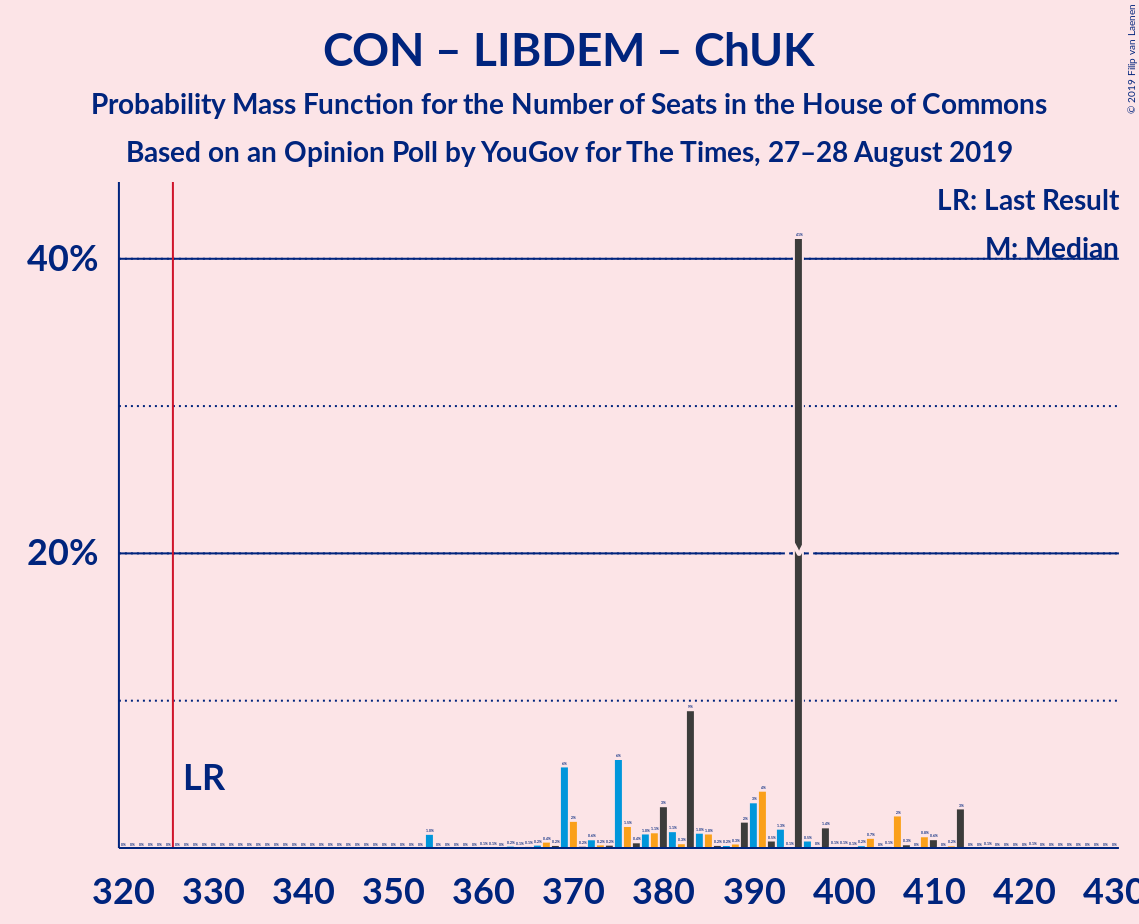 CON – LIBDEM – ChUK
Probability Mass Function for the Number of Seats in the House of Commons
Based on an Opinion Poll by YouGov for The Times, 27–28 August 2019
© 2019 Filip van Laenen
LR: Last Result
M: Median
40%
20%
LR
320 330 340 350 360 370 380 390 400 410 420 430